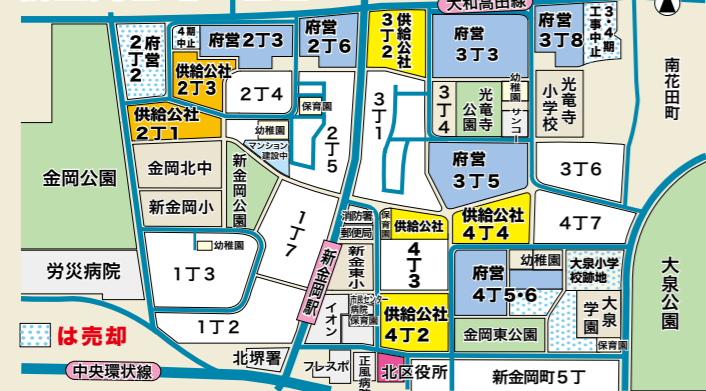 大和高田線
府営
2丁2
4期
中止
府営2丁3
府営
2丁6
供給公社
3丁2
府営
3丁3
府営
3丁8
3・4期
工事中止
供給公社
2丁3
2丁4
保育園
3丁1
3丁4
光竜寺
公園
幼稚園
サンコー
光竜寺
小学校
南花田町
供給公社
2丁1
幼稚園
マンション
建設中
2丁5
金岡公園
金岡北中
新金岡公園
府営
3丁5
3丁6
新金岡小
1丁7
消防署
郵便局
保育園
供給公社
供給公社
4丁4
4丁7
幼稚園
労災病院
1丁3
新金岡駅
新金岡東小
4丁3
府営
4丁5・6
幼稚園
大泉小学
校跡地
大泉公園
1丁2
イオン
市民センター
病院
保育園
供給公社
4丁2
金岡東公園
大泉学園
保育園
は売却
北堺署
中央環状線
フレスポ
正風病
北区役所
新金岡町5丁